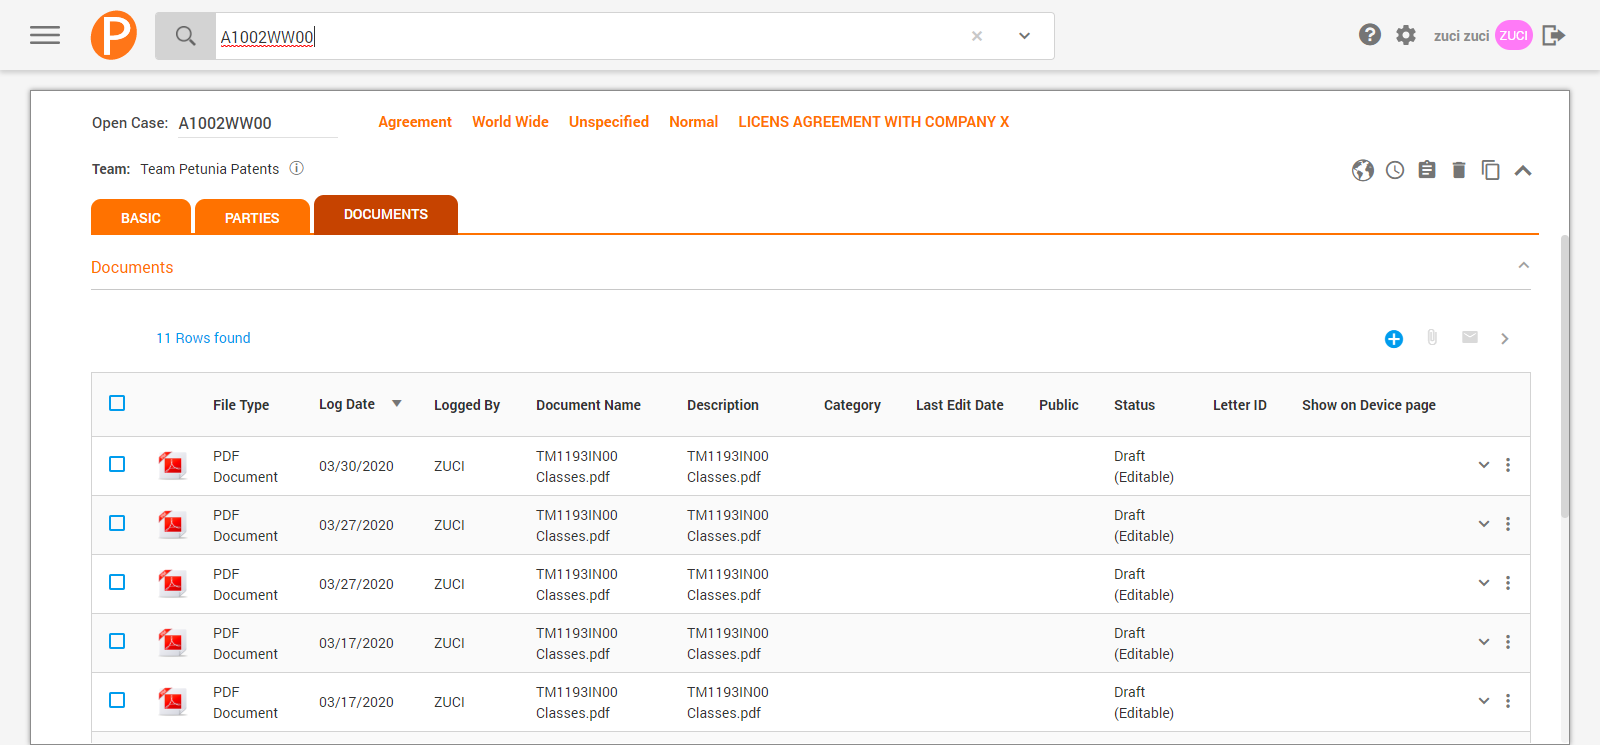 P A1002WW00 zuci zuci ZUCI
Open Case: A1002WW00 Agreement World Wide Unspecified Normal LICENS AGREEMENT WITH COMPANY X
Team: Team Petunia Patents
BASIC PARTIES DOCUMENTS
Documents
11 Rows found
File Type Log Date Logged By Document Name Description Category Last Edit Date Public Status Letter ID Show on Device page
PDF Document 03/30/2020 ZUCI TM1193IN00 Classes.pdf TM1193IN00 Classes.pdf Draft (Editable)
PDF Document 03/27/2020 ZUCI TM1193IN00 Classes.pdf TM1193IN00 Classes.pdf Draft (Editable)
PDF Document 03/27/2020 ZUCI TM1193IN00 Classes.pdf TM1193IN00 Classes.pdf Draft (Editable)
PDF Document 03/17/2020 ZUCI TM1193IN00 Classes.pdf TM1193IN00 Classes.pdf Draft (Editable)
PDF Document 03/17/2020 ZUCI TM1193IN00 Classes.pdf TM1193IN00 Classes.pdf Draft (Editable)